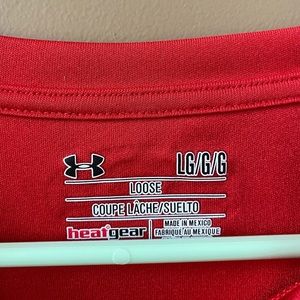 LG/G/G
LOOSE
COUPE LÂCHE/SUELTO
heatgear
MADE IN MEXICO
FABRIQUÉ AU MEXIQUE